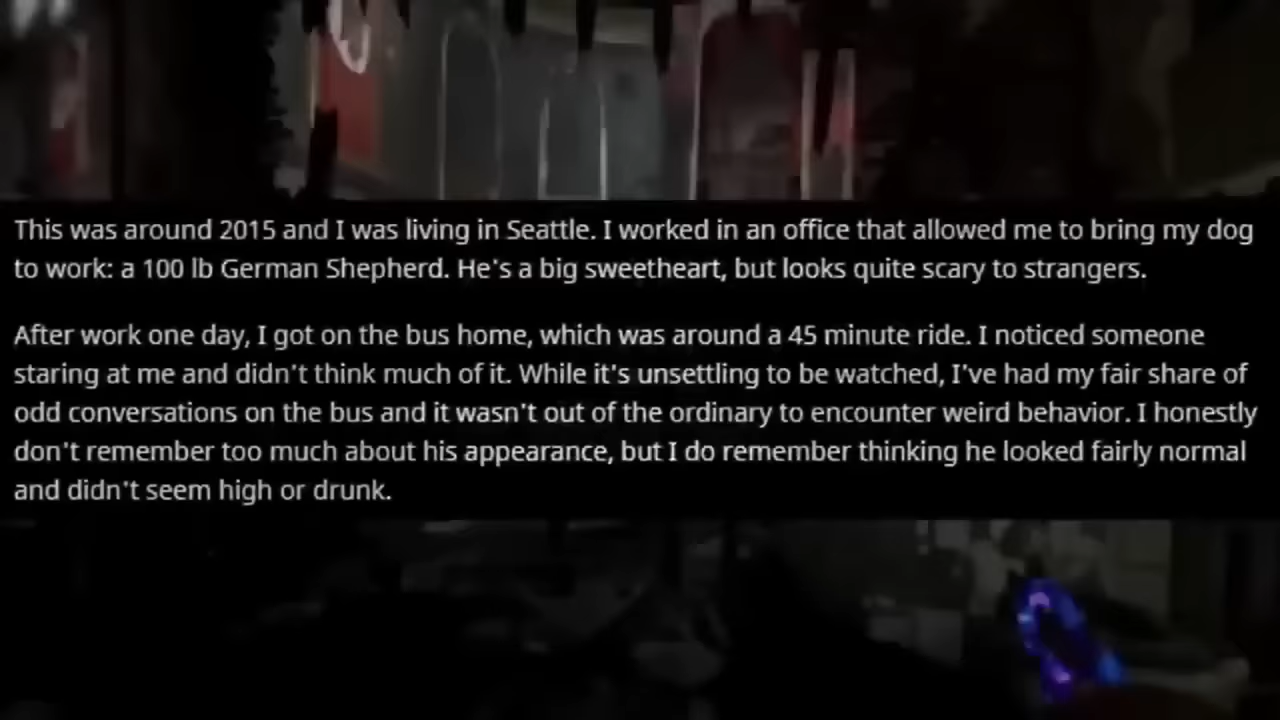 This was around 2015 and I was living in Seattle. I worked in an office that allowed me to bring my dog
to work: a 100 lb German Shepherd. He's a big sweetheart, but looks quite scary to strangers.
After work one day, I got on the bus home, which was around a 45 minute ride. I noticed someone
staring at me and didn't think much of it. While it's unsettling to be watched, I've had my fair share of
odd conversations on the bus and it wasn't out of the ordinary to encounter weird behavior. I honestly
don't remember too much about his appearance, but I do remember thinking he looked fairly normal
and didn't seem high or drunk.